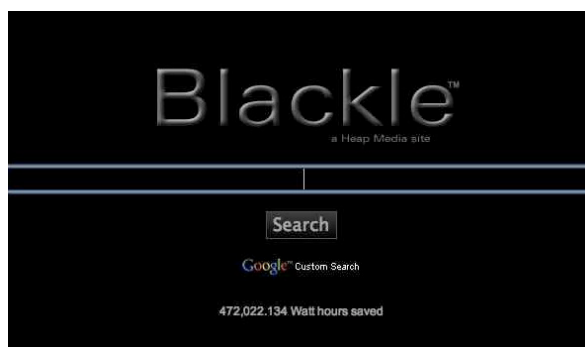 Blackle™
a Heap Media site
Search
Google™ Custom Search
472,022.134 Watt hours saved